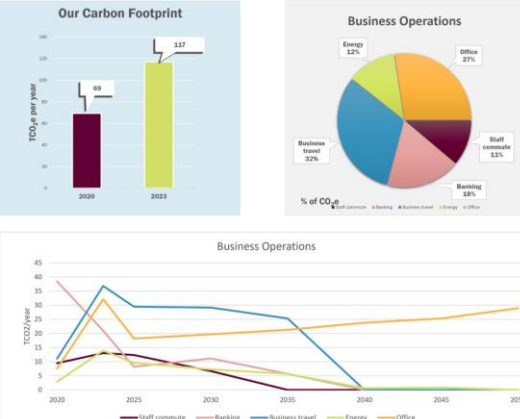 Our Carbon Footprint
TCO₂e per year
140
120
100
80
60
40
20
0
69
117
2020
2023
Business Operations
Energy
12%
Office
27%
Business
travel
32%
Staff
commute
11%
Banking
18%
% of CO₂e
Staff commute Banking Business travel Energy Office
Business Operations
TCO2/year
45
40
35
30
25
20
15
10
5
0
2020 2025 2030 2035 2040 2045
Staff commute Banking Business travel Energy Office